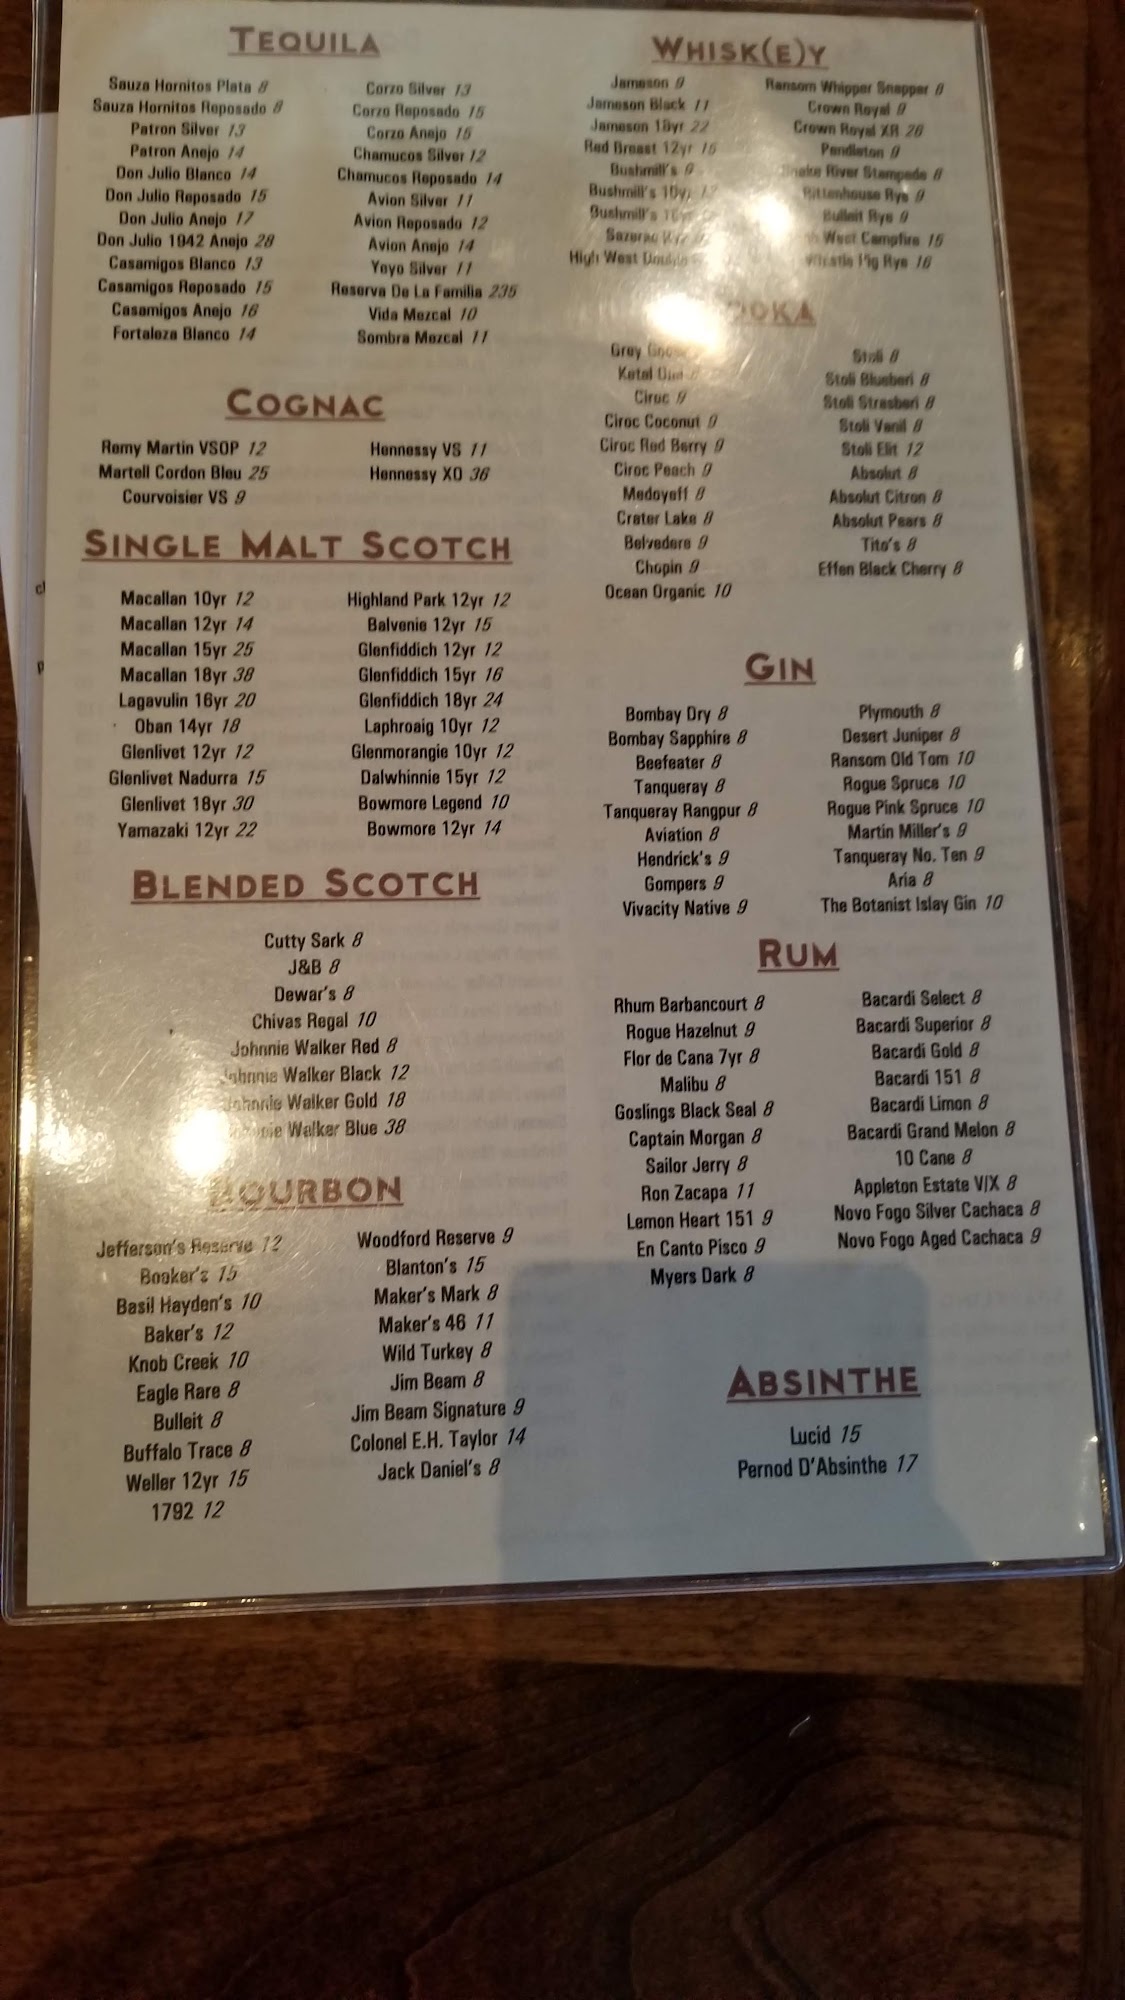 TEQUILA
Sauza Hornitos Plata 8
Sauza Hornitos Reposado 8
Patron Silver 13
Patron Anejo 14
Don Julio Blanco 14
Don Julio Reposado 15
Don Julio Anejo 17
Don Julio 1942 Anejo 28
Casamigos Blanco 13
Casamigos Reposado 15
Casamigos Anejo 16
Fortaleza Blanco 14
Corzo Silver 13
Corzo Reposado 15
Corzo Anejo 15
Chamucos Silver 12
Chamucos Reposado 14
Avion Silver 11
Avion Reposado 12
Avion Anejo 14
Yeyo Silver 11
Reserva De La Familia 235
Vida Mezcal 10
Sombra Mezcal 11
COGNAC
Remy Martin VSOP 12
Martell Cordon Bleu 25
Courvoisier VS 9
Hennessy VS 11
Hennessy XO 36
SINGLE MALT SCOTCH
Macallan 10yr 12
Macallan 12yr 14
Macallan 15yr 25
Macallan 18yr 38
Lagavulin 16yr 20
Oban 14yr 18
Glenlivet 12yr 12
Glenlivet Nadurra 15
Glenlivet 18yr 30
Yamazaki 12yr 22
Highland Park 12yr 12
Balvenie 12yr 15
Glenfiddich 12yr 12
Glenfiddich 15yr 16
Glenfiddich 18yr 24
Laphroaig 10yr 12
Glenmorangie 10yr 12
Dalwhinnie 15yr 12
Bowmore Legend 10
Bowmore 12yr 14
BLENDED SCOTCH
Cutty Sark 8
J&B 8
Dewar's 8
Chivas Regal 10
Johnnie Walker Red 8
Johnnie Walker Black 12
Johnnie Walker Gold 18
Walker Blue 38
BOURBON
Jefferson's Reserve 12
Booker's 15
Basil Hayden's 10
Baker's 12
Knob Creek 10
Eagle Rare 8
Bulleit 8
Buffalo Trace 8
Weller 12yr 15
1792 12
Woodford Reserve 9
Blanton's 15
Maker's Mark 8
Maker's 46 11
Wild Turkey 8
Jim Beam 8
Jim Beam Signature 9
Colonel E.H. Taylor 14
Jack Daniel's 8
WHISK(E)Y
Jameson 9
Jameson Black 11
Jameson 18yr 22
Red Breast 12yr 15
Bushmill's 9
Bushmill's 10yr
Bushmill's
Sazerac
High West
Ransom Whipper Snapper 8
Crown Royal 9
Crown Royal XR 26
Pendleton 9
River Stampede 8
Rittenhouse Rye 9
Bulleit Rye 9
West Campfire 15
Whistle Pig Rye 16
Grey
Ketel
Ciroc 9
Ciroc Coconut 9
Ciroc Red Berry 9
Ciroc Peach 9
Medoyeff 8
Crater Lake 8
Belvedere 9
Chopin 9
Ocean Organic 10
Stoli 8
Stoli Blueberi 8
Stoli Strasberi 8
Stoli Vanil 8
Stoli Elit 12
Absolut 8
Absolut Citron 8
Absolut Pears 8
Tito's 8
Effen Black Cherry 8
GIN
Bombay Dry 8
Bombay Sapphire 8
Beefeater 8
Tanqueray 8
Tanqueray Rangpur 8
Aviation 8
Hendrick's 9
Gompers 9
Vivacity Native 9
Plymouth 8
Desert Juniper 8
Ransom Old Tom 10
Rogue Spruce 10
Rogue Pink Spruce 10
Martin Miller's 9
Tanqueray No. Ten 9
Aria 8
The Botanist Islay Gin 10
RUM
Rhum Barbancourt 8
Rogue Hazelnut 9
Flor de Cana 7yr 8
Malibu 8
Goslings Black Seal 8
Captain Morgan 8
Sailor Jerry 8
Ron Zacapa 11
Lemon Heart 151 9
En Canto Pisco 9
Myers Dark 8
Bacardi Select 8
Bacardi Superior 8
Bacardi Gold 8
Bacardi 151 8
Bacardi Limon 8
Bacardi Grand Melon 8
10 Cane 8
Appleton Estate V/X 8
Novo Fogo Silver Cachaca 8
Novo Fogo Aged Cachaca 9
ABSINTHE
Lucid 15
Pernod D'Absinthe 17